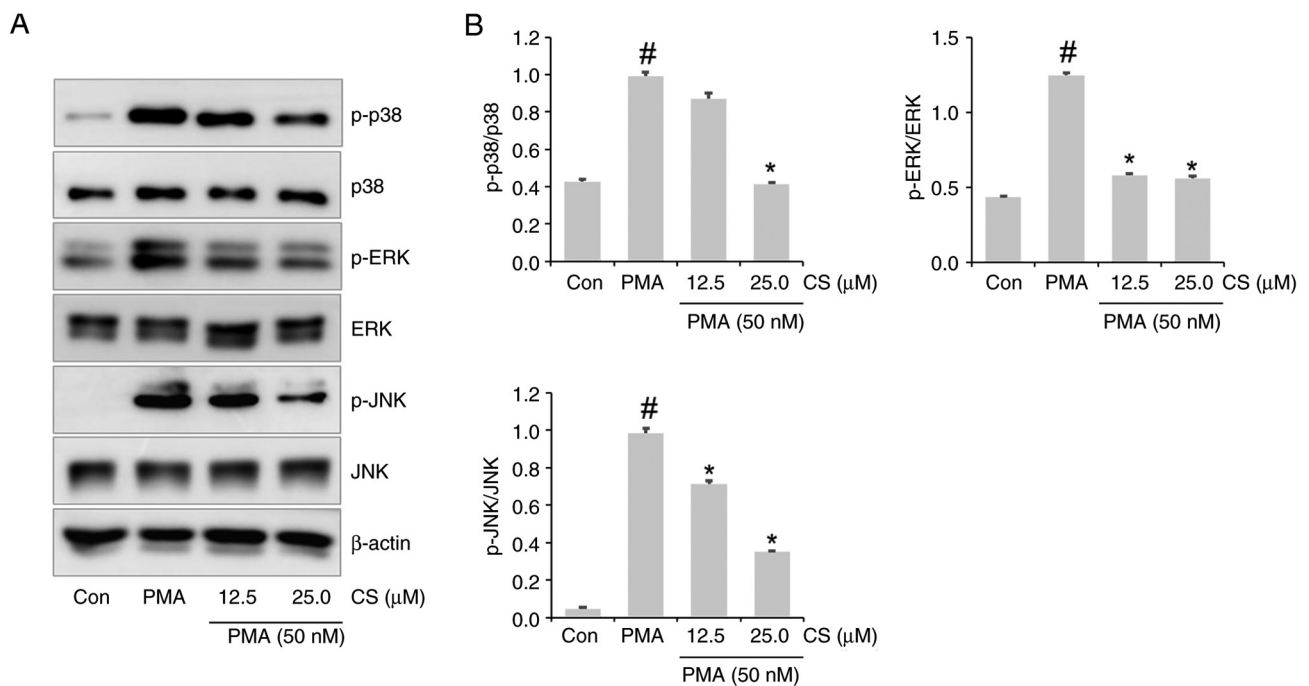 A
p-p38
p38
p-ERK
ERK
p-JNK
JNK
β-actin
Con PMA 12.5 25.0 CS (μM)
PMA (50 nM)
B
p-p38/p38
1.2
1.0
0.8
0.6
0.4
0.2
0.0
#
*
Con PMA 12.5 25.0 CS (μM)
PMA (50 nM)
p-ERK/ERK
1.5
1.0
0.5
0.0
#
* *
Con PMA 12.5 25.0 CS (μM)
PMA (50 nM)
p-JNK/JNK
1.2
1.0
0.8
0.6
0.4
0.2
0.0
#
*
*
Con PMA 12.5 25.0 CS (μM)
PMA (50 nM)